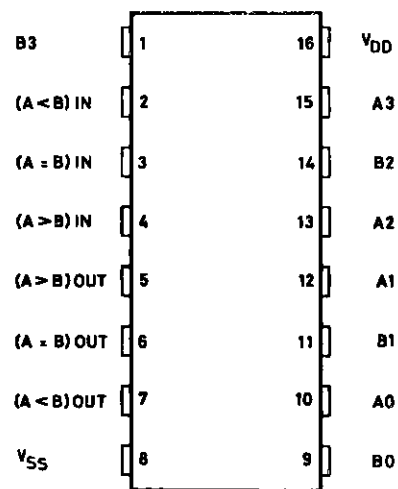 B3 1 16 VDD
(A < B) IN 2 15 A3
(A = B) IN 3 14 B2
(A > B) IN 4 13 A2
(A > B) OUT 5 12 A1
(A = B) OUT 6 11 B1
(A < B) OUT 7 10 A0
VSS 8 9 B0